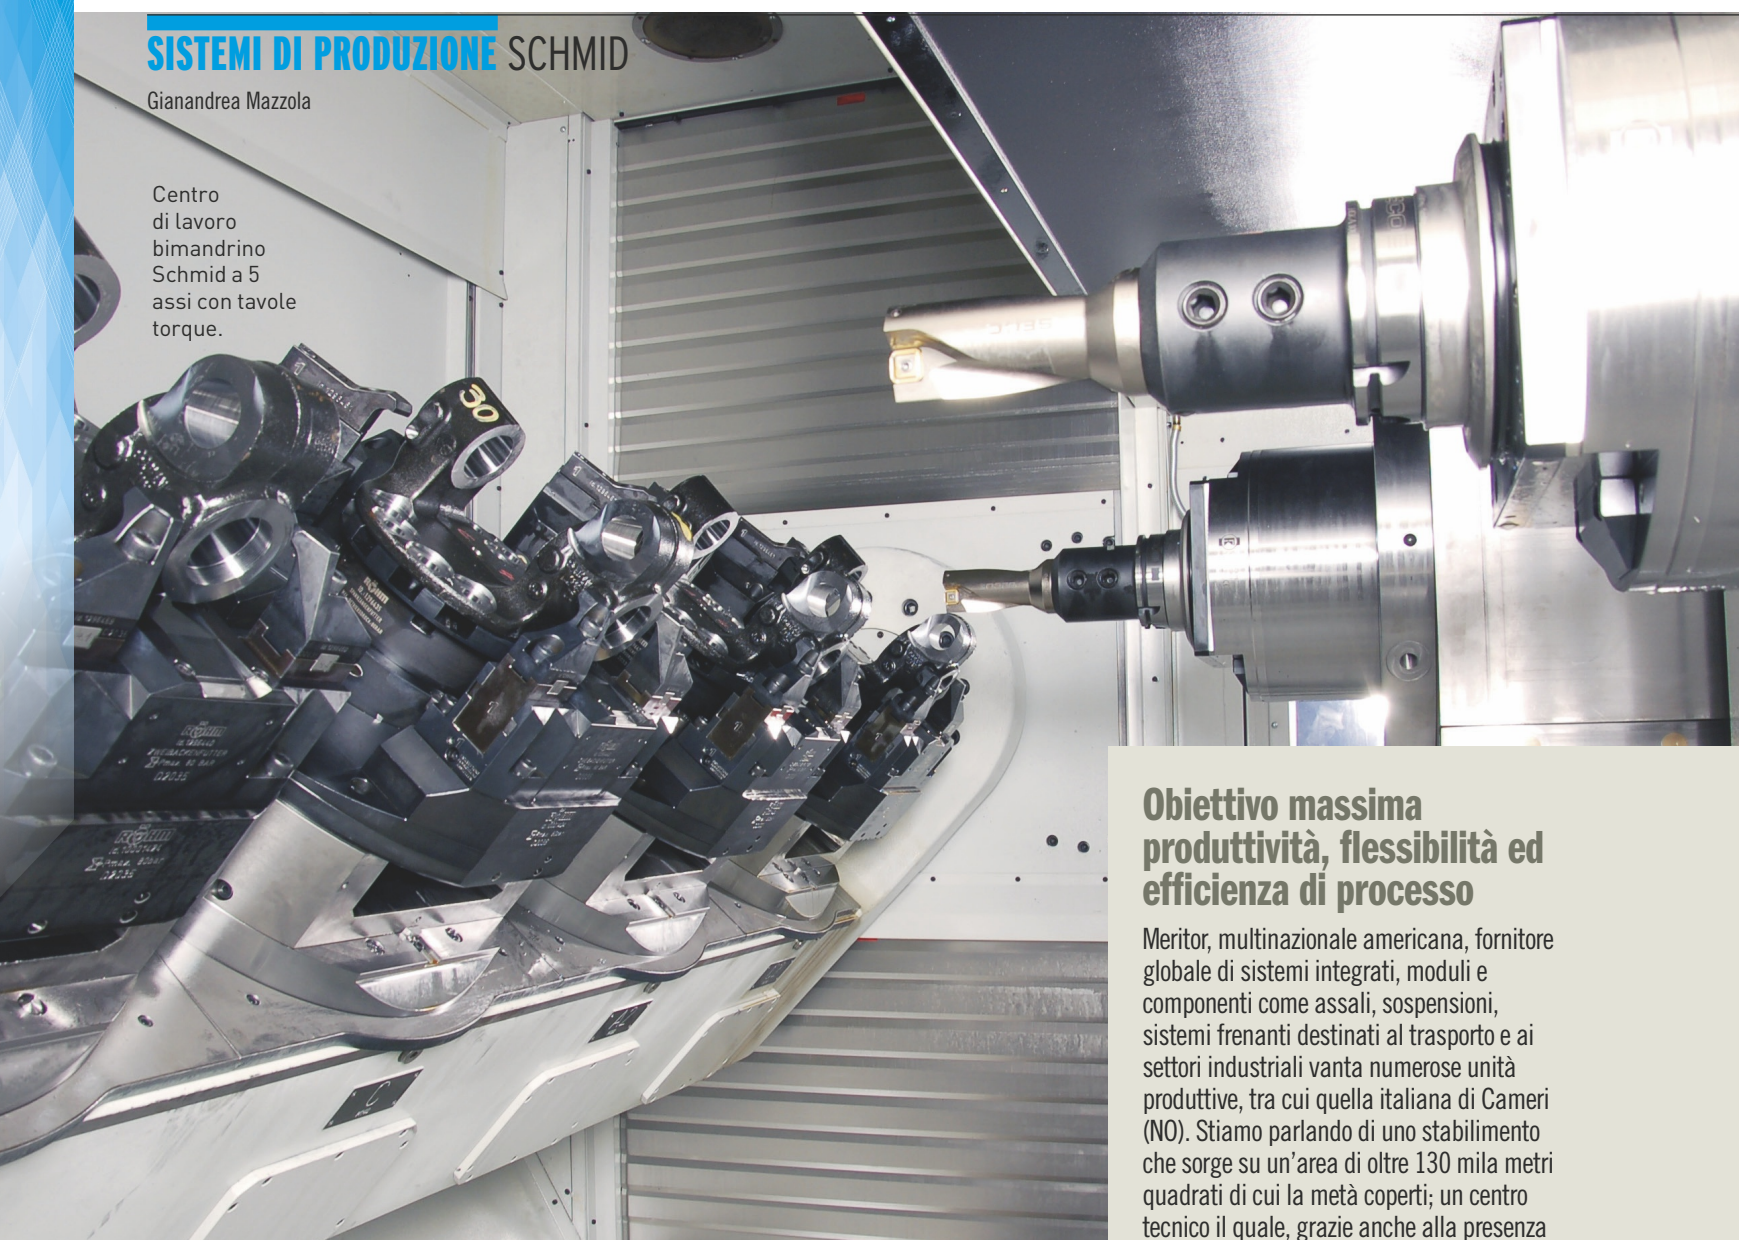 SISTEMI DI PRODUZIONE SCHMID
Gianandrea Mazzola
Centro
di lavoro
bimandrino
Schmid a 5
assi con tavole
torque.
30
RÖHM
C
Obiettivo massima
produttività, flessibilità ed
efficienza di processo
Meritor, multinazionale americana, fornitore
globale di sistemi integrati, moduli e
componenti come assali, sospensioni,
sistemi frenanti destinati al trasporto e ai
settori industriali vanta numerose unità
produttive, tra cui quella italiana di Cameri
(NO). Stiamo parlando di uno stabilimento
che sorge su un’area di oltre 130 mila metri
quadrati di cui la metà coperti; un centro
tecnico il quale, grazie anche alla presenza